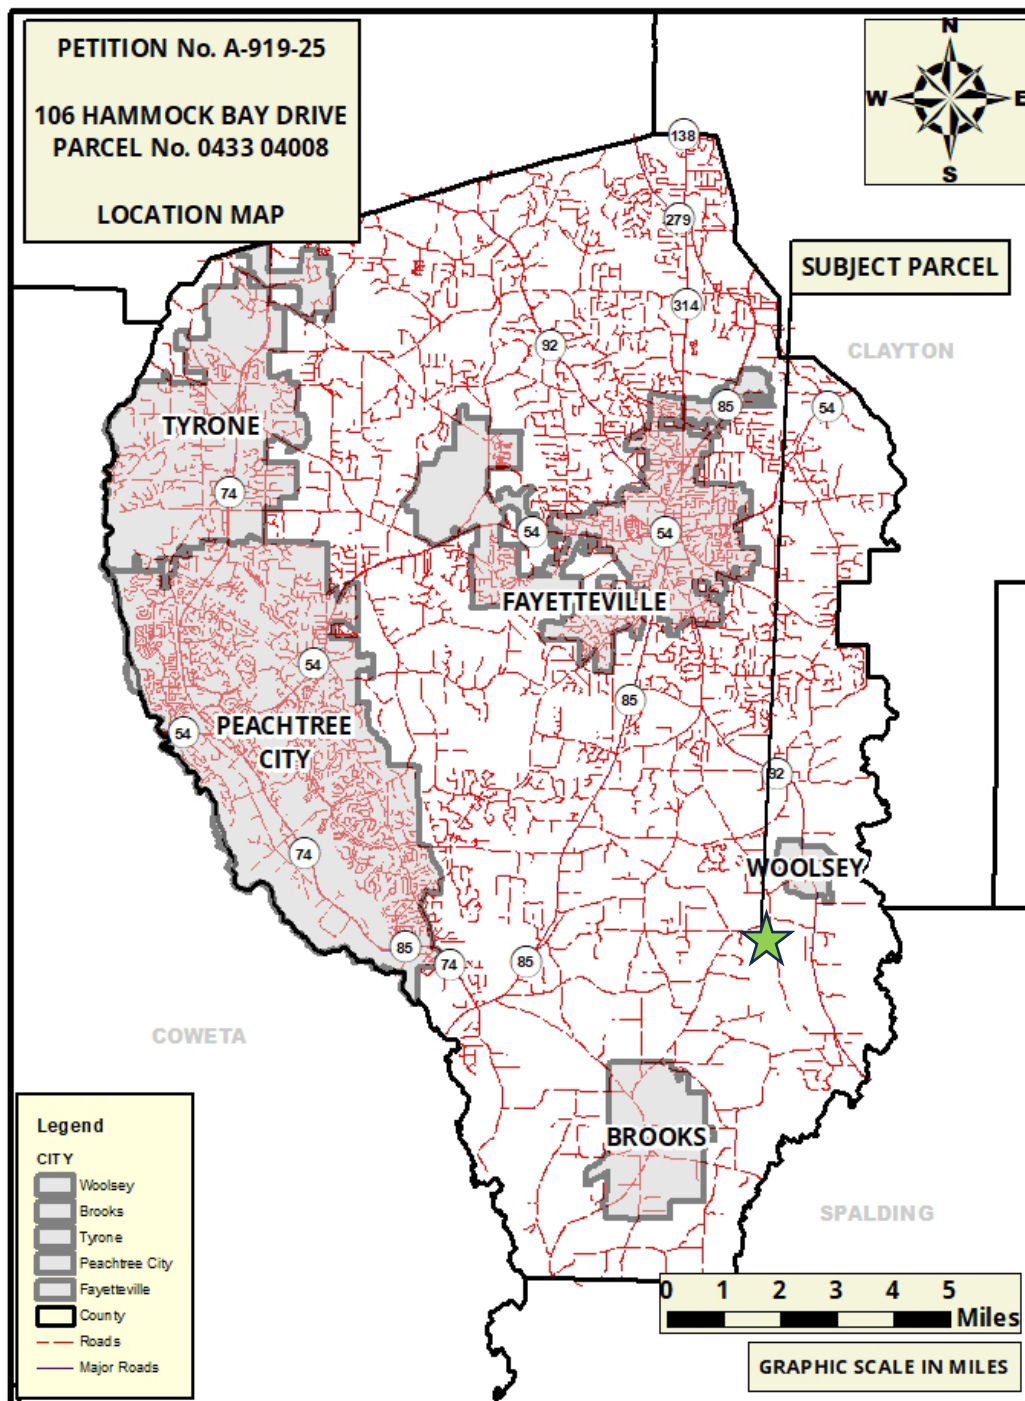 PETITION No. A-919-25
106 HAMMOCK BAY DRIVE
PARCEL No. 0433 04008
LOCATION MAP
N
W
E
S
138
279
SUBJECT PARCEL
314
92
CLAYTON
85
54
TYRONE
74
54
54
FAYETTEVILLE
54
85
PEACHTREE
CITY
54
92
74
WOOLSEY
85
74
85
COWETA
BROOKS
SPALDING
Legend
CITY
Woolsey
Brooks
Tyrone
Peachtree City
Fayetteville
County
Roads
Major Roads
0 1 2 3 4 5
Miles
GRAPHIC SCALE IN MILES